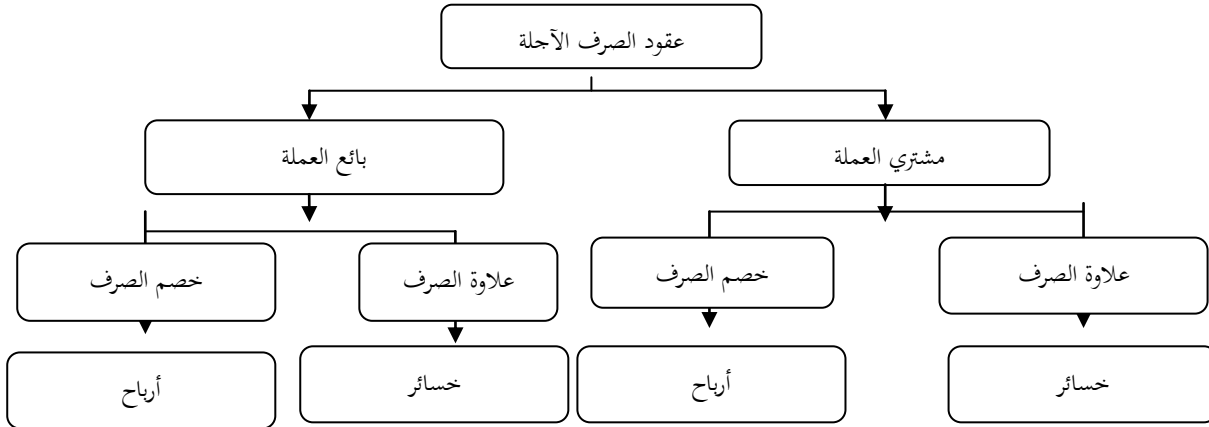 عقود الصرف الآجلة
مشتري العملة
بائع العملة
علاوة الصرف
خصم الصرف
علاوة الصرف
خصم الصرف
خسائر
أرباح
خسائر
أرباح